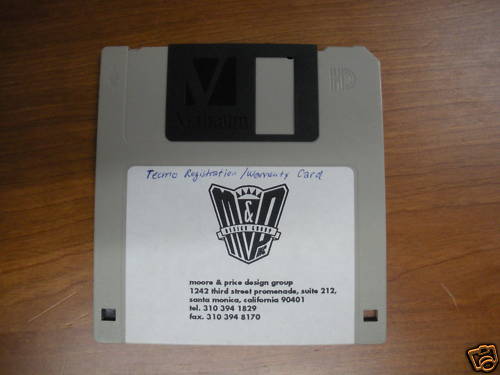 Verbatim
HD
Tecmo Registration / Warranty Card
M&P
DESIGN GROUP
moore & price design group
1242 third street promenade, suite 212,
santa monica, california 90401
tel. 310 394 1829
fax. 310 394 8170